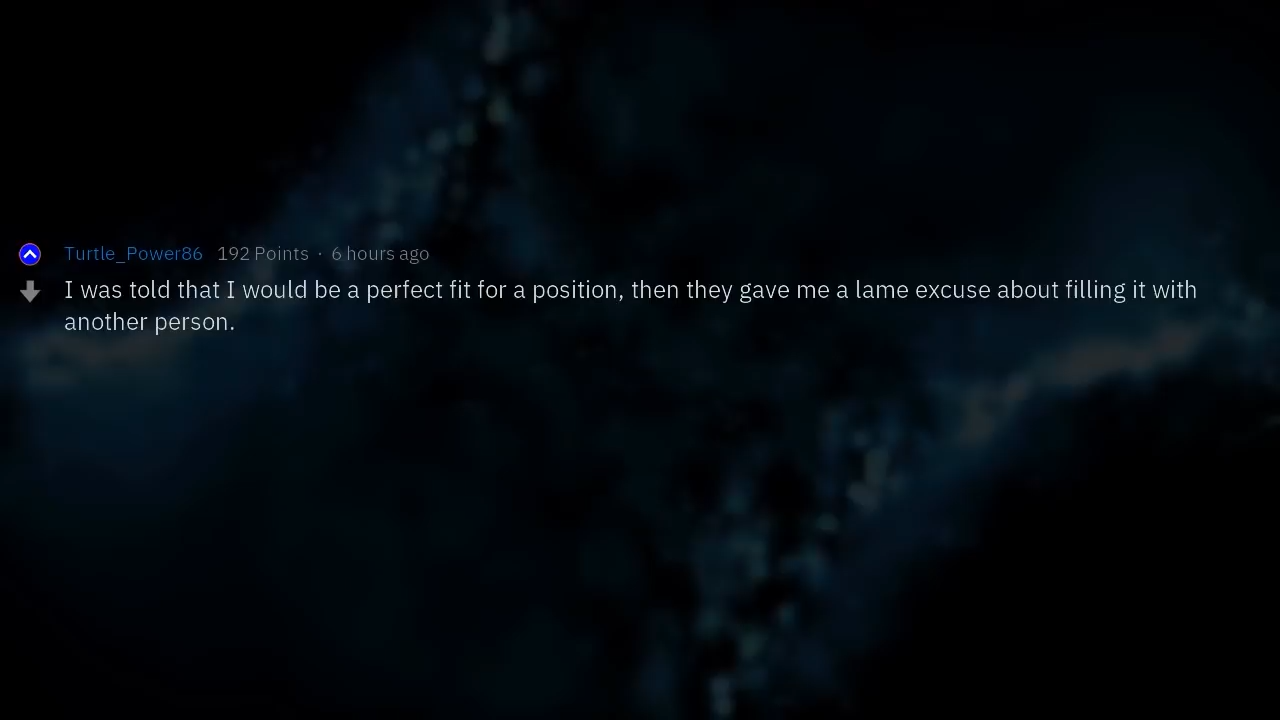 Turtle_Power86 192 Points · 6 hours ago
I was told that I would be a perfect fit for a position, then they gave me a lame excuse about filling it with
another person.